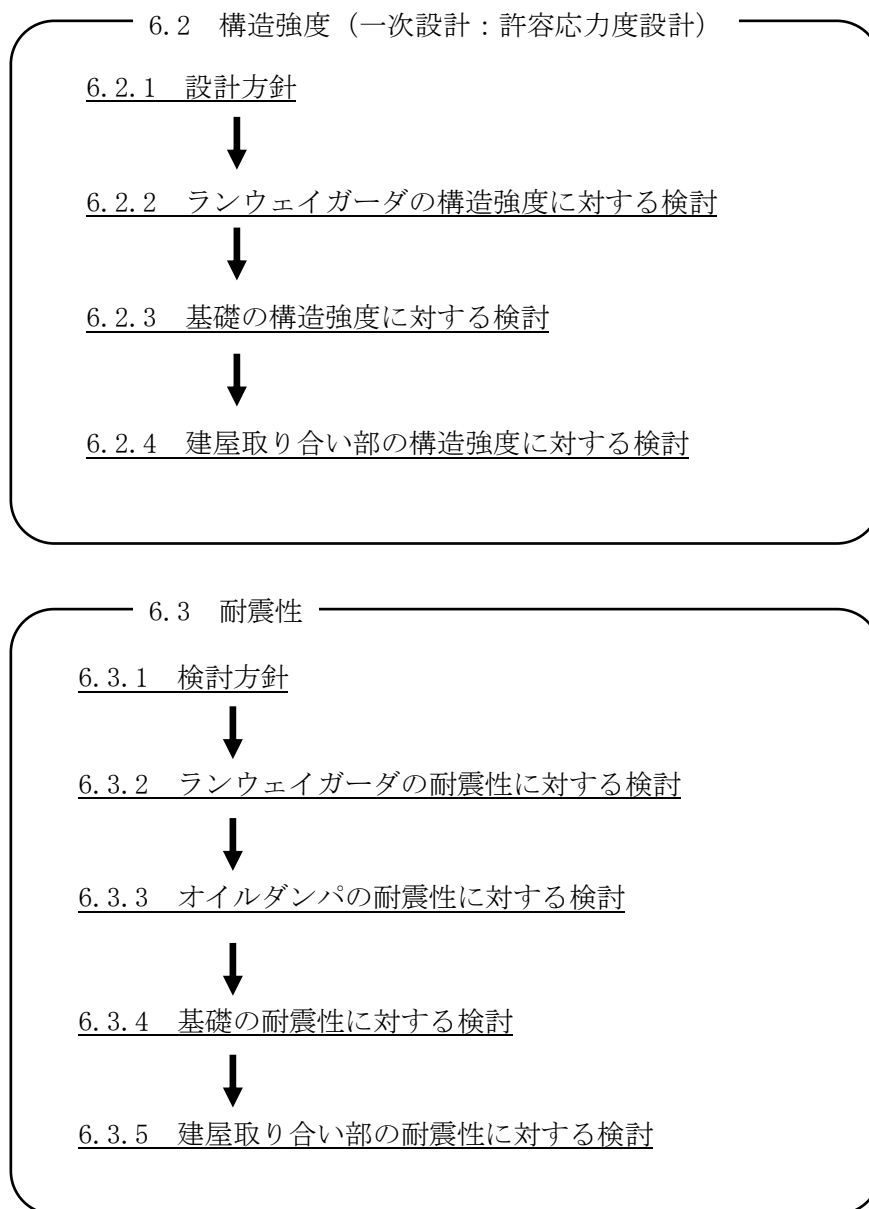 6.2 構造強度（一次設計：許容応力度設計）
6.2.1 設計方針
6.2.2 ランウェイガーダの構造強度に対する検討
6.2.3 基礎の構造強度に対する検討
6.2.4 建屋取り合い部の構造強度に対する検討
6.3 耐震性
6.3.1 検討方針
6.3.2 ランウェイガーダの耐震性に対する検討
6.3.3 オイルダンパの耐震性に対する検討
6.3.4 基礎の耐震性に対する検討
6.3.5 建屋取り合い部の耐震性に対する検討